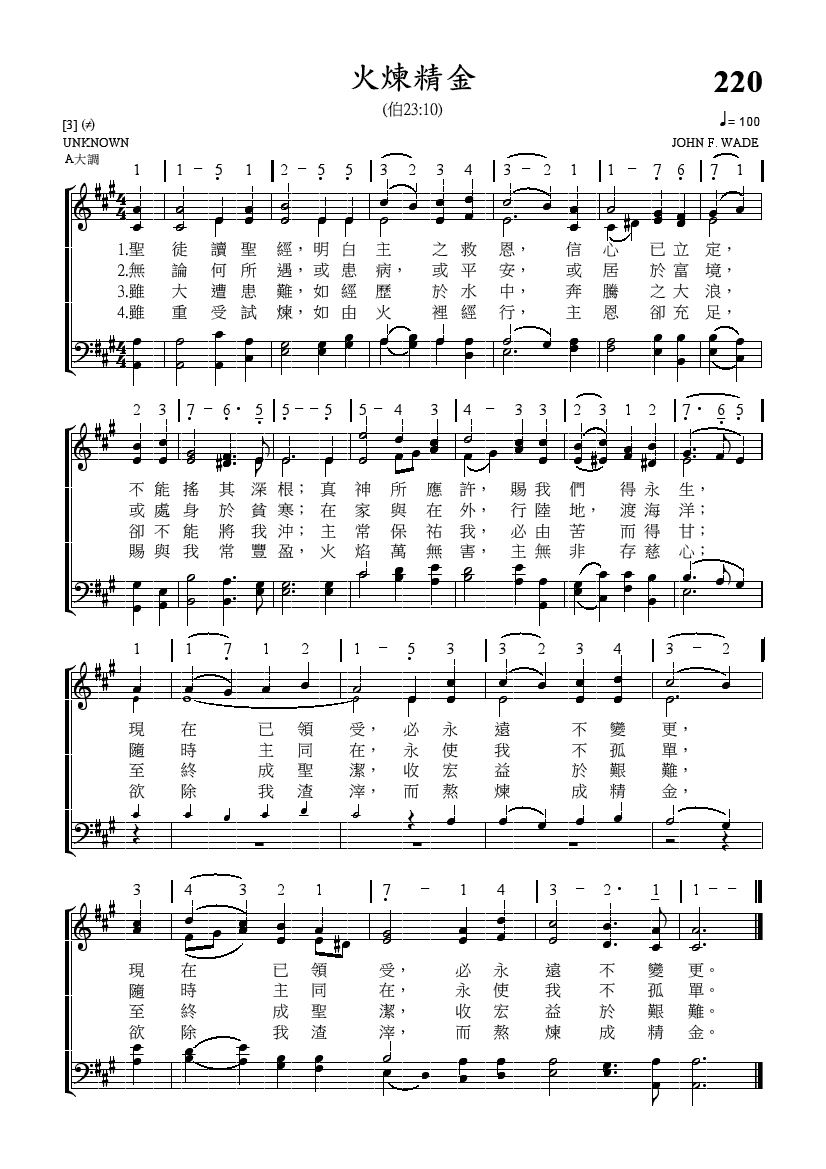 火煉精金
220
(伯23:10)
[3] (≠)
♩= 100
UNKNOWN
JOHN F. WADE
A大調
1 | 1 - 5̣ 1 | 2 - 5̣ 5̣ | 3 2 3 4 | 3 - 2 1 | 1 - 7̣ 6̣ | 7̣ 1 |
1.聖徒讀聖經，明白主之救恩，信心已立定，
2.無論何所遇，或患病，或平安，或居於富境，
3.雖大遭患難，如經歷於水中，奔騰之大浪，
4.雖重受試煉，如由火裡經行，主恩卻充足，
2 3 | 7̣ - 6̣· 5̣ | 5̣ - - 5̣ | 5 - 4 3 | 4 - 3 3 | 2 3 1 2 | 7̣· 6̣ 5̣ |
不能搖其深根；真神所應許，賜我們得永生，
或處身於貧寒；在家與在外，行陸地，渡海洋；
卻不能將我沖；主常保祐我，必由苦而得甘；
賜與我常豐盈，火焰萬無害，主無非存慈心；
1 | 1 7̣ 1 2 | 1 - 5̣ 3 | 3 2 3 4 | 3 - 2 |
現在已領受，必永遠不變更，
隨時主同在，永使我不孤單，
至終成聖潔，收宏益於艱難，
欲除我渣滓，而熬煉成精金，
3 | 4 3 2 1 | 7̣ - 1 4 | 3 - 2· 1 | 1 - -
現在已領受，必永遠不變更。
隨時主同在，永使我不孤單。
至終成聖潔，收宏益於艱難。
欲除我渣滓，而熬煉成精金。